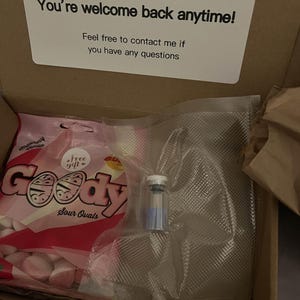 You're welcome back anytime!
Feel free to contact me if
you have any questions
free
gift
Goody
Sour Ovals